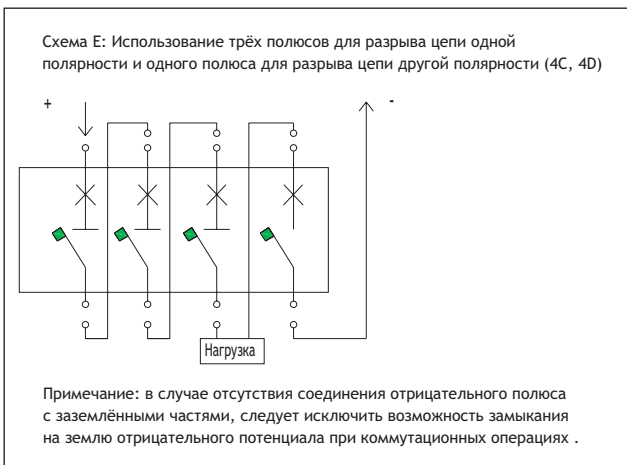 Схема E: Использование трёх полюсов для разрыва цепи одной
полярности и одного полюса для разрыва цепи другой полярности (4C, 4D)
+
-
Нагрузка
Примечание: в случае отсутствия соединения отрицательного полюса
с заземлёнными частями, следует исключить возможность замыкания
на землю отрицательного потенциала при коммутационных операциях .